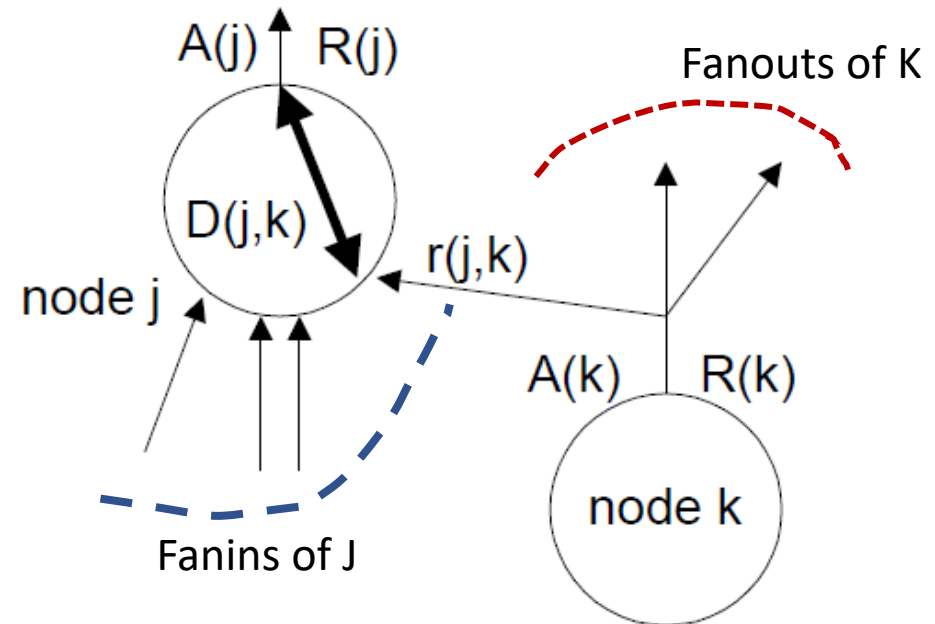 A(j) R(j)
Fanouts of K
D(j,k)
r(j,k)
node j
A(k) R(k)
node k
Fanins of J